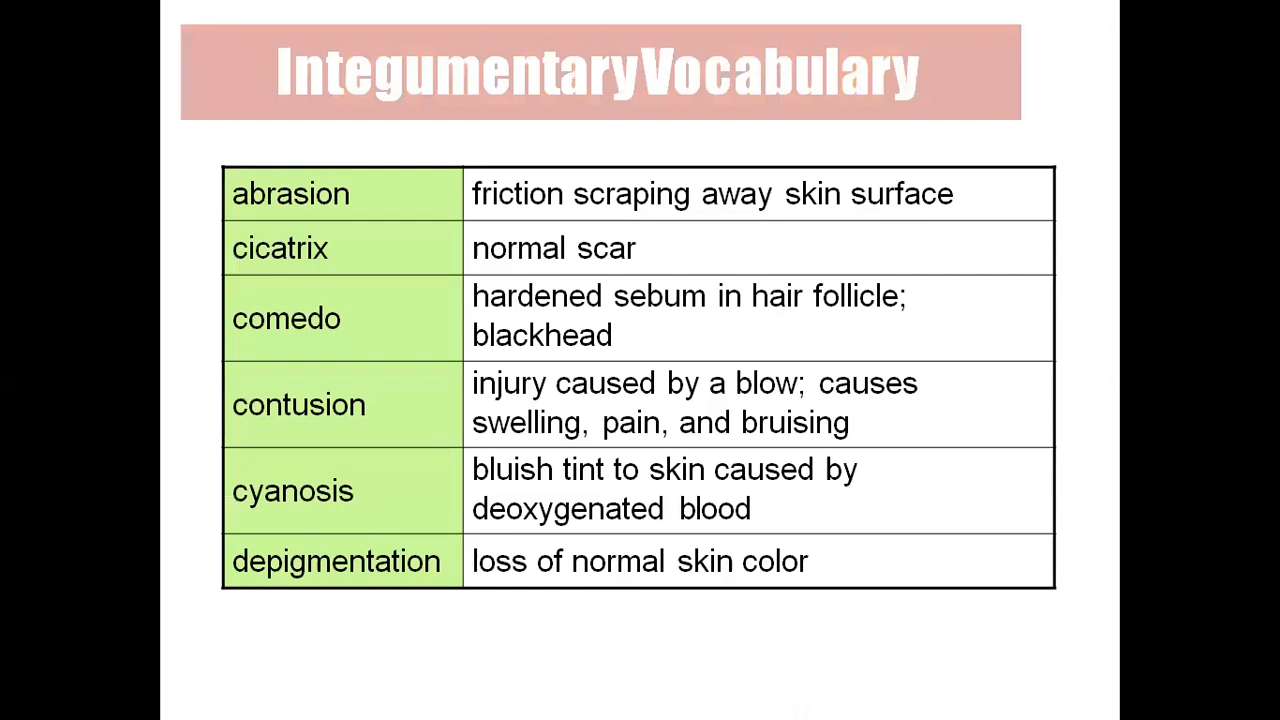 IntegumentaryVocabulary
abrasion
friction scraping away skin surface
cicatrix
normal scar
comedo
hardened sebum in hair follicle;
blackhead
contusion
injury caused by a blow; causes
swelling, pain, and bruising
cyanosis
bluish tint to skin caused by
deoxygenated blood
depigmentation
loss of normal skin color